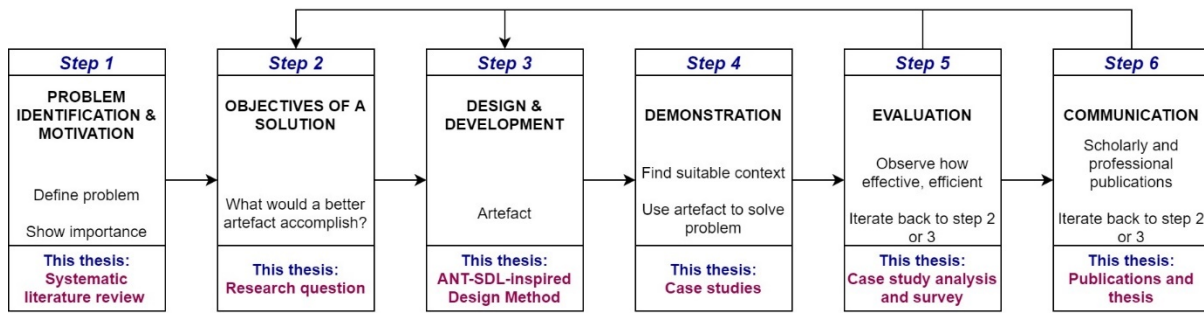 Step 1
PROBLEM
IDENTIFICATION &
MOTIVATION
Define problem
Show importance
This thesis:
Systematic
literature review
Step 2
OBJECTIVES OF A
SOLUTION
What would a better
artefact accomplish?
This thesis:
Research question
Step 3
DESIGN &
DEVELOPMENT
Artefact
This thesis:
ANT-SDL-inspired
Design Method
Step 4
DEMONSTRATION
Find suitable context
Use artefact to solve
problem
This thesis:
Case studies
Step 5
EVALUATION
Observe how
effective, efficient
Iterate back to step 2
or 3
This thesis:
Case study analysis
and survey
Step 6
COMMUNICATION
Scholarly and
professional
publications
Iterate back to step 2
or 3
This thesis:
Publications and
thesis